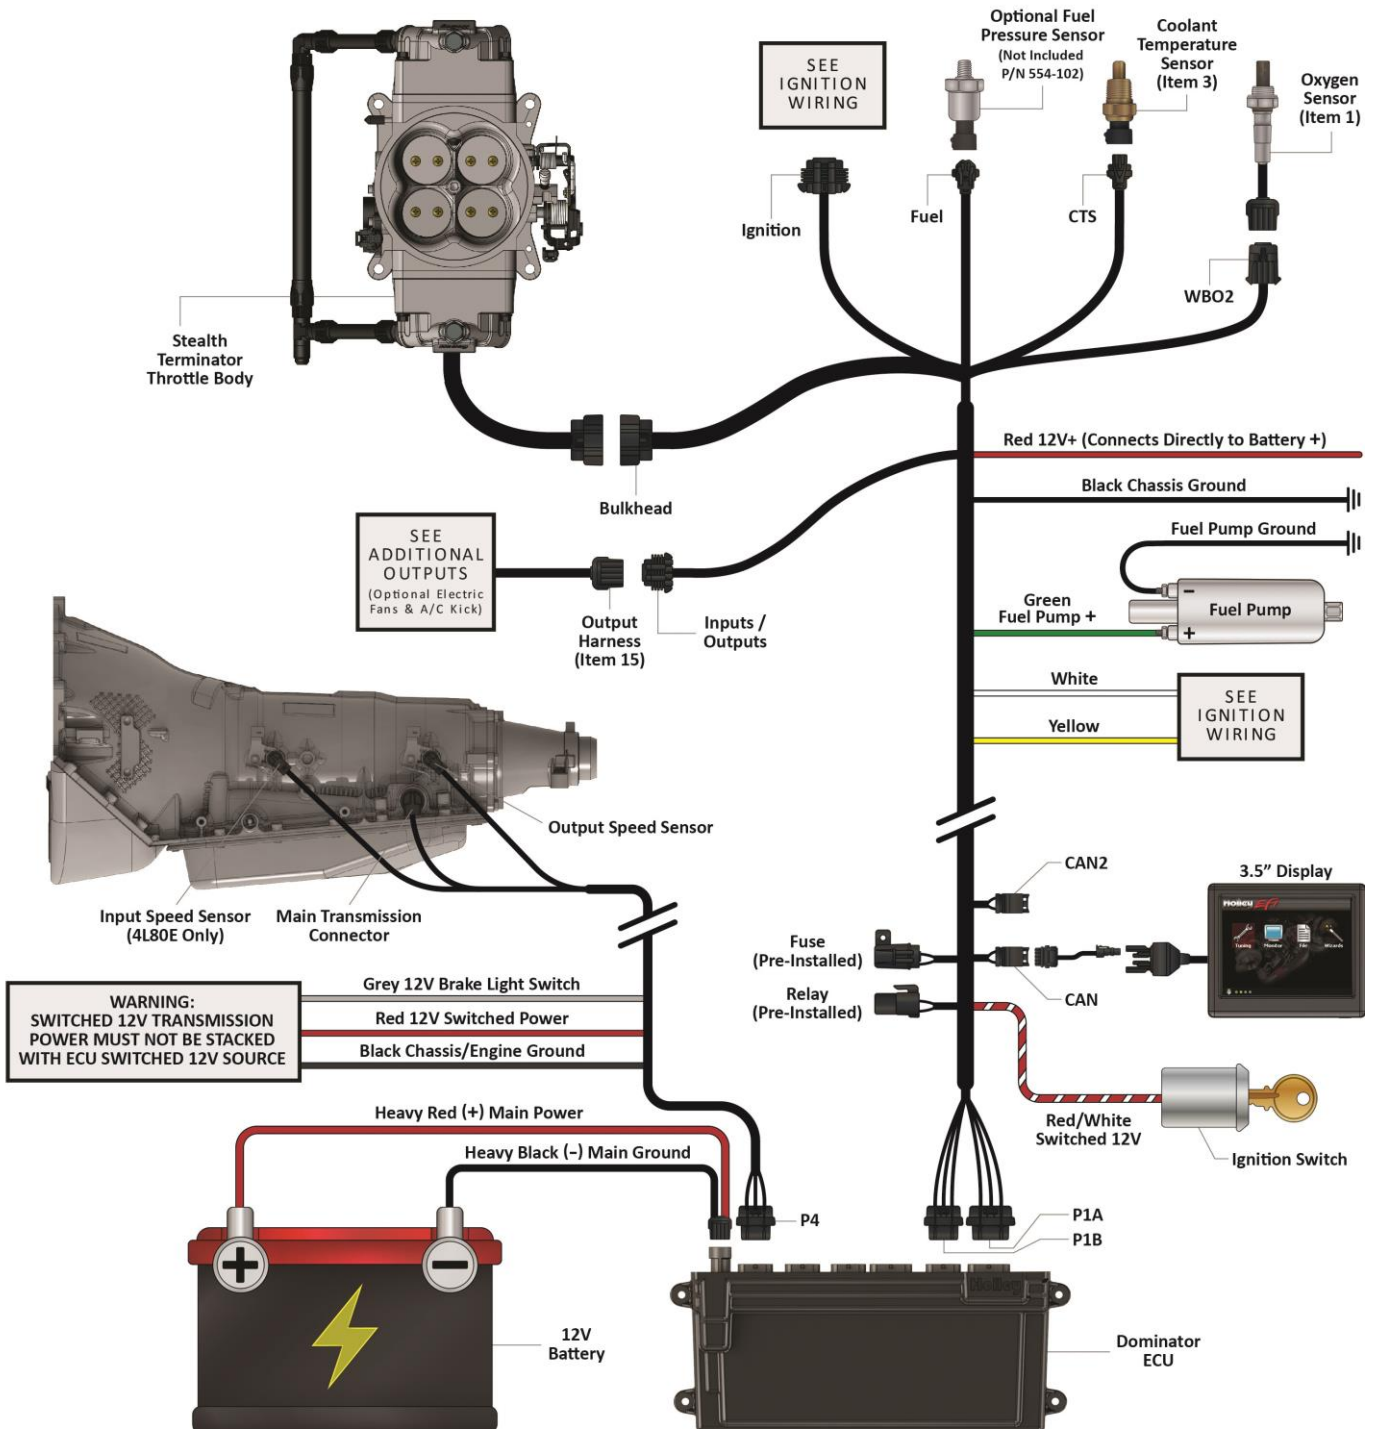 Optional Fuel
Pressure Sensor
(Not Included
P/N 554-102)
Coolant
Temperature
Sensor
(Item 3)
Oxygen
Sensor
(Item 1)
SEE
IGNITION
WIRING
Ignition
Fuel
CTS
WBO2
Stealth
Terminator
Throttle Body
Bulkhead
Red 12V+ (Connects Directly to Battery +)
Black Chassis Ground
Fuel Pump Ground
Green
Fuel Pump +
–
+
Fuel Pump
SEE
ADDITIONAL
OUTPUTS
(Optional Electric
Fans & A/C Kick)
Output
Harness
(Item 15)
Inputs /
Outputs
White
Yellow
SEE
IGNITION
WIRING
Output Speed Sensor
Input Speed Sensor
(4L80E Only)
Main Transmission
Connector
CAN2
3.5” Display
Holley EFI
Tuning
Monitor
File
Wizards
Fuse
(Pre-Installed)
CAN
Relay
(Pre-Installed)
WARNING:
SWITCHED 12V TRANSMISSION
POWER MUST NOT BE STACKED
WITH ECU SWITCHED 12V SOURCE
Grey 12V Brake Light Switch
Red 12V Switched Power
Black Chassis/Engine Ground
Red/White
Switched 12V
Ignition Switch
Heavy Red (+) Main Power
Heavy Black (–) Main Ground
P4
P1A
P1B
+
–
12V
Battery
Holley
Dominator
ECU